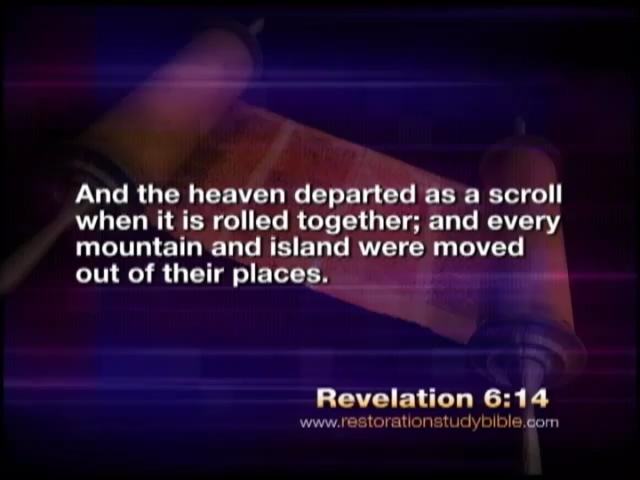 And the heaven departed as a scroll
when it is rolled together; and every
mountain and island were moved
out of their places.
Revelation 6:14
www.restorationstudybible.com